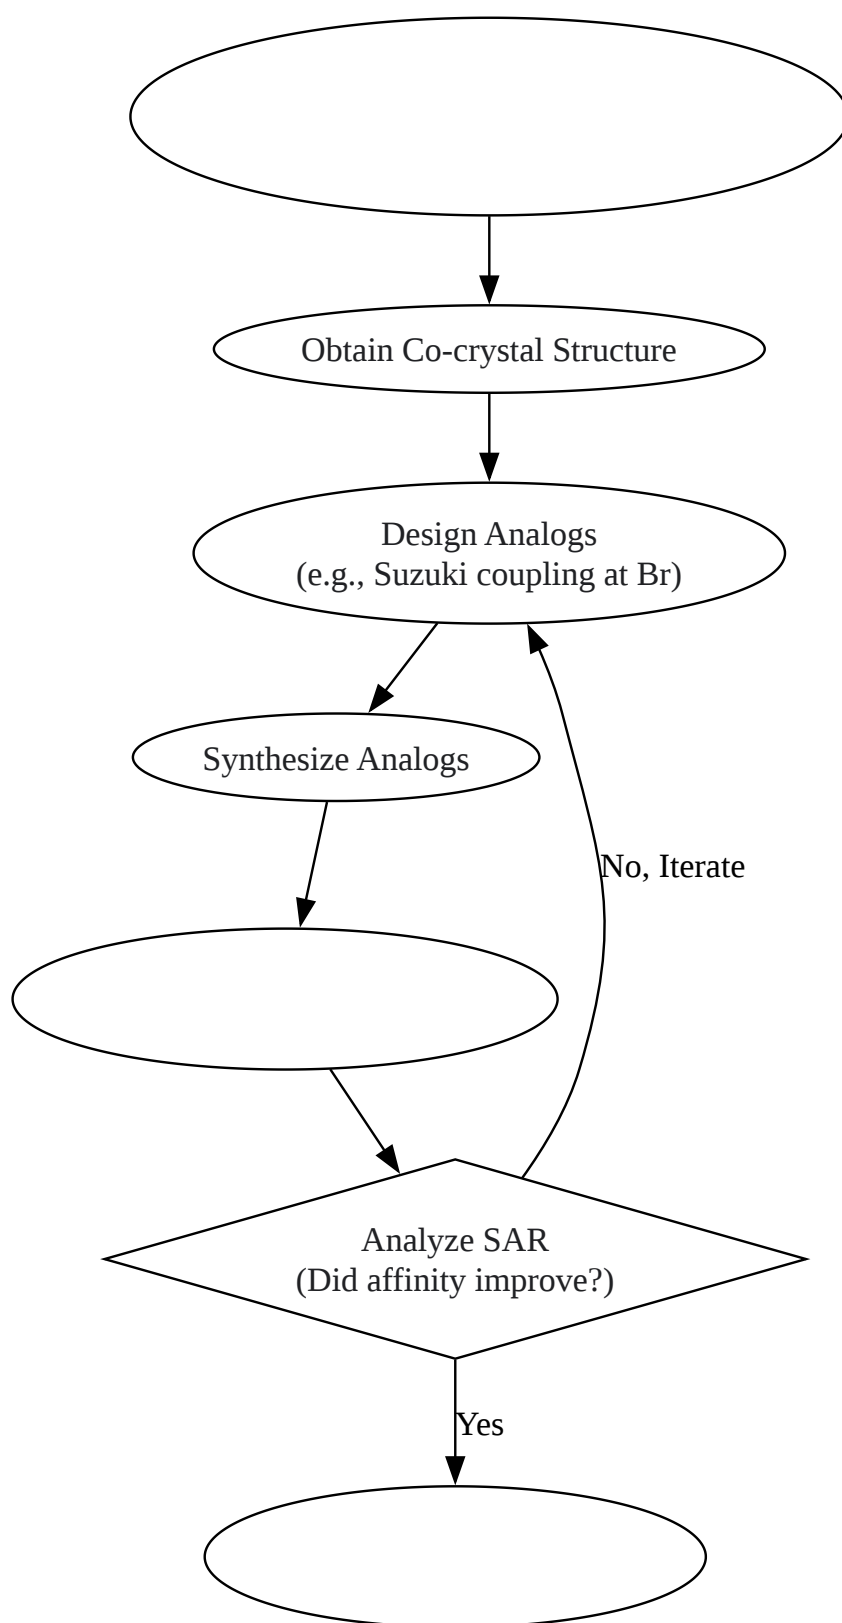 Obtain Co-crystal Structure
Design Analogs
(e.g., Suzuki coupling at Br)
Synthesize Analogs
No, Iterate
Analyze SAR
(Did affinity improve?)
Yes